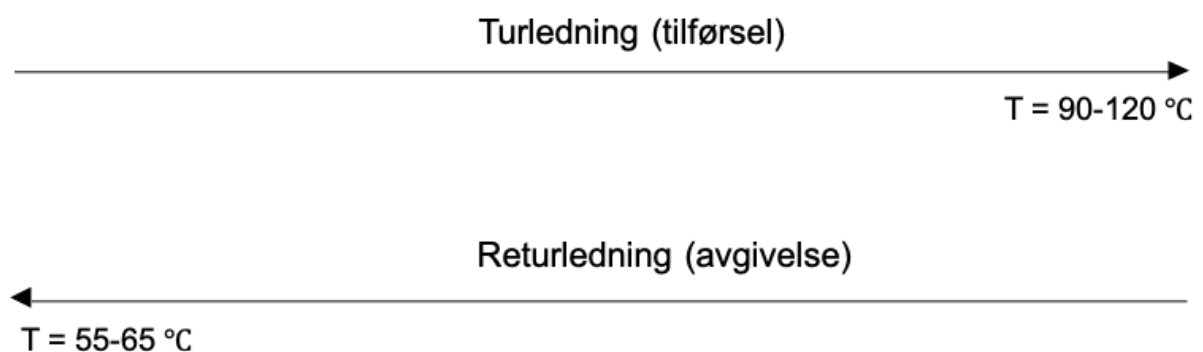 Turledning (tilførsel)
T = 90-120 °C
Returledning (avgivelse)
T = 55-65 °C